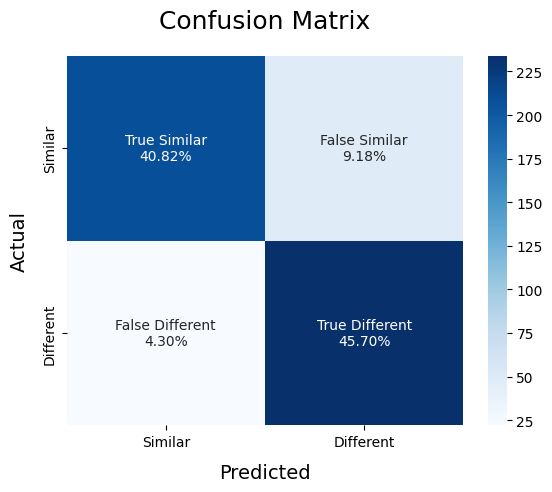 Confusion Matrix
Actual
Similar
Different
True Similar
40.82%
False Similar
9.18%
False Different
4.30%
True Different
45.70%
Similar
Different
Predicted
225
200
175
150
125
100
75
50
25